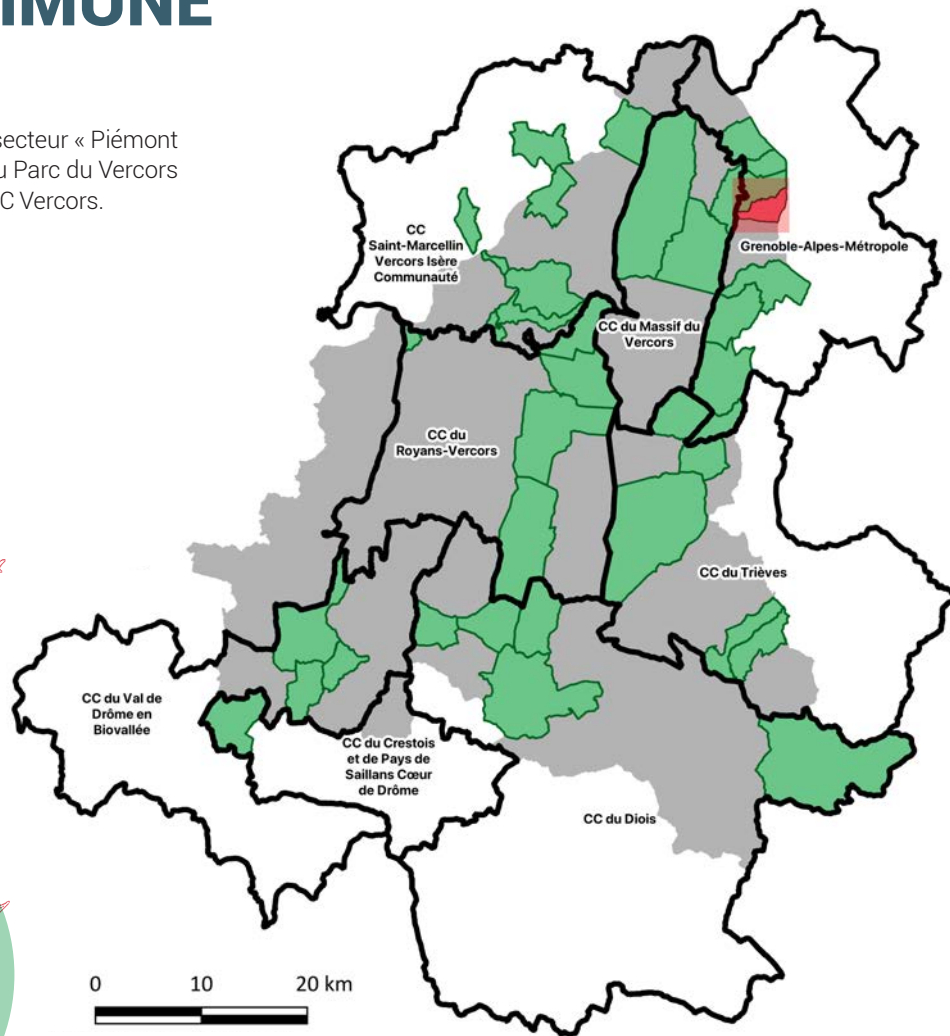 secteur « Piémont
u Parc du Vercors
C Vercors.
CC
Saint-Marcellin
Vercors Isère
Communauté
Grenoble-Alpes-Métropole
CC du Massif du
Vercors
CC du
Royans-Vercors
CC du Trièves
CC du Val de
Drôme en
Biovallée
CC du Crestois
et de Pays de
Saillans Cœur
de Drôme
CC du Diois
0 10 20 km